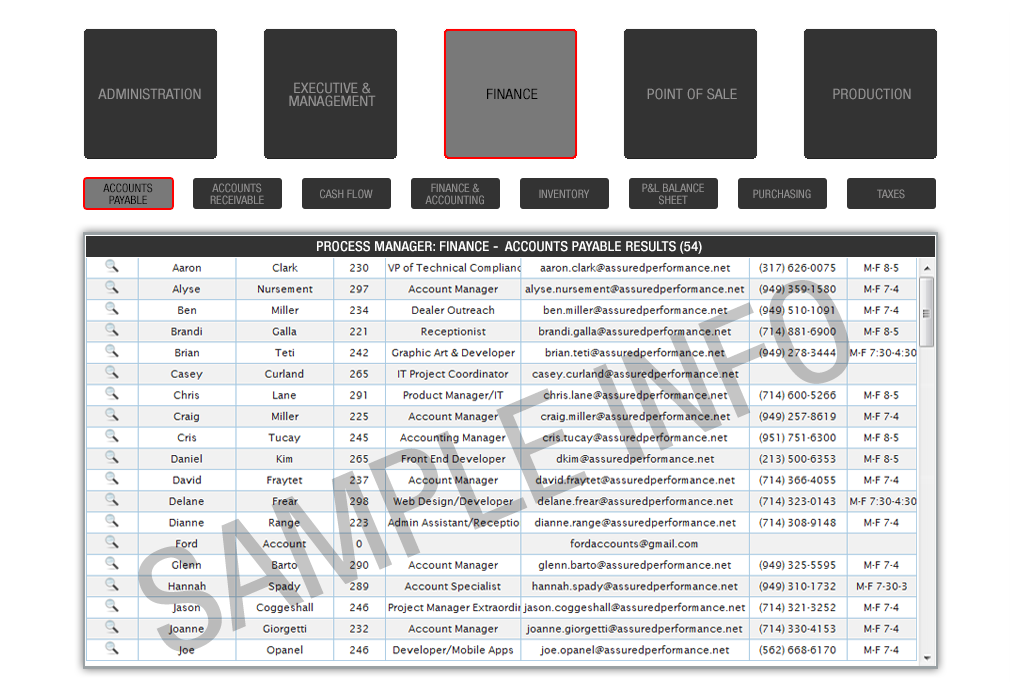 ADMINISTRATION
EXECUTIVE &
MANAGEMENT
FINANCE
POINT OF SALE
PRODUCTION
ACCOUNTS
PAYABLE
ACCOUNTS
RECEIVABLE
CASH FLOW
FINANCE &
ACCOUNTING
INVENTORY
P&L BALANCE
SHEET
PURCHASING
TAXES
PROCESS MANAGER: FINANCE - ACCOUNTS PAYABLE RESULTS (54)
Aaron Clark 230 VP of Technical Complianc aaron.clark@assuredperformance.net (317) 626-0075 M-F 8-5
Alyse Nursement 297 Account Manager alyse.nursement@assuredperformance.net (949) 359-1580 M-F 7-4
Ben Miller 234 Dealer Outreach ben.miller@assuredperformance.net (949) 510-1091 M-F 7-4
Brandi Galla 221 Receptionist brandi.galla@assuredperformance.net (714) 881-6900 M-F 8-5
Brian Teti 242 Graphic Art & Developer brian.teti@assuredperformance.net (949) 278-3444 M-F 7:30-4:30
Casey Curland 265 IT Project Coordinator casey.curland@assuredperformance.net
Chris Lane 291 Product Manager/IT chris.lane@assuredperformance.net (714) 600-5266 M-F 8-5
Craig Miller 225 Account Manager craig.miller@assuredperformance.net (949) 257-8619 M-F 7-4
Cris Tucay 245 Accounting Manager cris.tucay@assuredperformance.net (951) 751-6300 M-F 8-5
Daniel Kim 265 Front End Developer dkim@assuredperformance.net (213) 500-6353 M-F 8-5
David Fraytet 237 Account Manager david.fraytet@assuredperformance.net (714) 366-4055 M-F 7-4
Delane Frear 298 Web Design/Developer delane.frear@assuredperformance.net (714) 323-0143 M-F 7:30-4:30
Dianne Range 223 Admin Assistant/Receptio dianne.range@assuredperformance.net (714) 308-9148 M-F 7-4
Ford Account 0 fordaccounts@gmail.com
Glenn Barto 290 Account Manager glenn.barto@assuredperformance.net (949) 325-5595 M-F 7-4
Hannah Spady 289 Account Specialist hannah.spady@assuredperformance.net (949) 310-1732 M-F 7-30-3
Jason Coggeshall 246 Project Manager Extraordin jason.coggeshall@assuredperformance.net (714) 321-3252 M-F 7-4
Joanne Giorgetti 232 Account Manager joanne.giorgetti@assuredperformance.net (714) 330-4153 M-F 7-4
Joe Opanel 246 Developer/Mobile Apps joe.opanel@assuredperformance.net (562) 668-6170 M-F 7-4
SAMPLE INFO